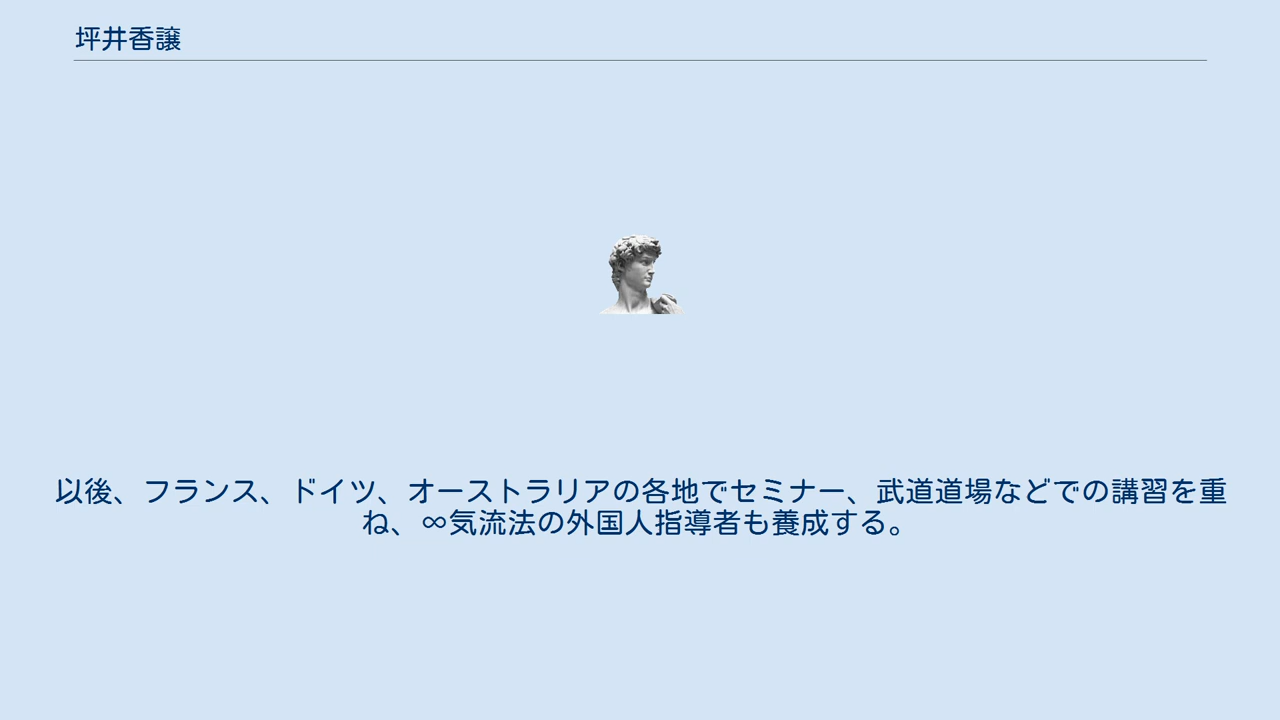 坪井香譲
以後、フランス、ドイツ、オーストラリアの各地でセミナー、武道道場などでの講習を重
ね、∞気流法の外国人指導者も養成する。